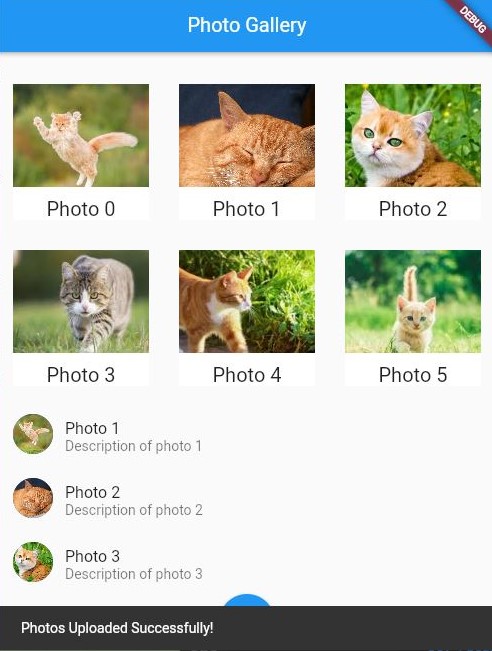 Photo Gallery
DEBUG
Photo 0
Photo 1
Photo 2
Photo 3
Photo 4
Photo 5
Photo 1
Description of photo 1
Photo 2
Description of photo 2
Photo 3
Description of photo 3
Photos Uploaded Successfully!